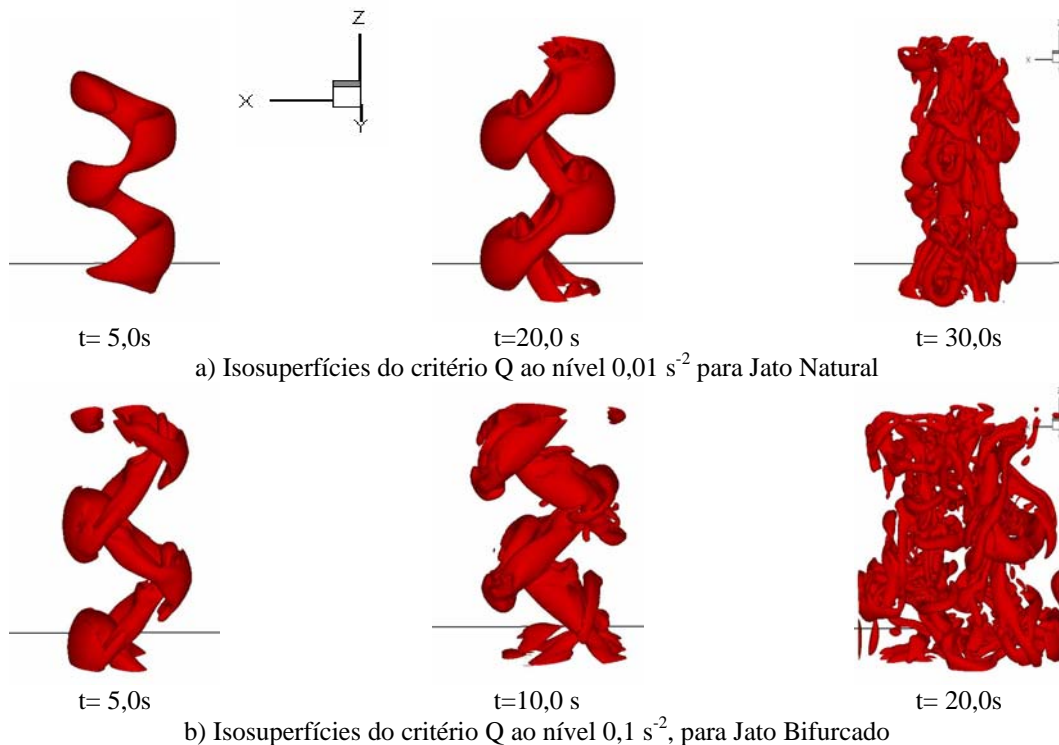 Z
X
Y
t= 5,0s t=20,0 s t= 30,0s
a) Isosuperfícies do critério Q ao nível 0,01 s⁻² para Jato Natural
t= 5,0s t=10,0 s t= 20,0s
b) Isosuperfícies do critério Q ao nível 0,1 s⁻², para Jato Bifurcado